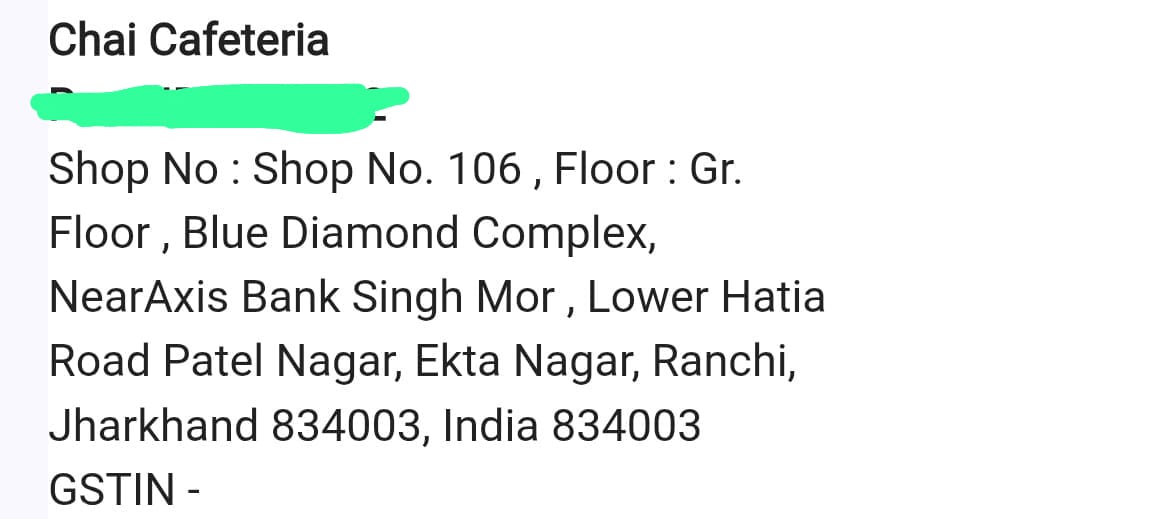 Chai Cafeteria
Shop No : Shop No. 106 , Floor : Gr.
Floor , Blue Diamond Complex,
NearAxis Bank Singh Mor , Lower Hatia
Road Patel Nagar, Ekta Nagar, Ranchi,
Jharkhand 834003, India 834003
GSTIN -